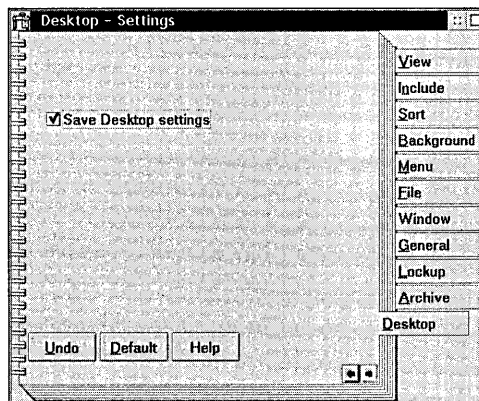 Desktop - Settings
View
Include
Sort
Background
Menu
File
Window
General
Lockup
Archive
Desktop
Save Desktop settings
Undo
Default
Help